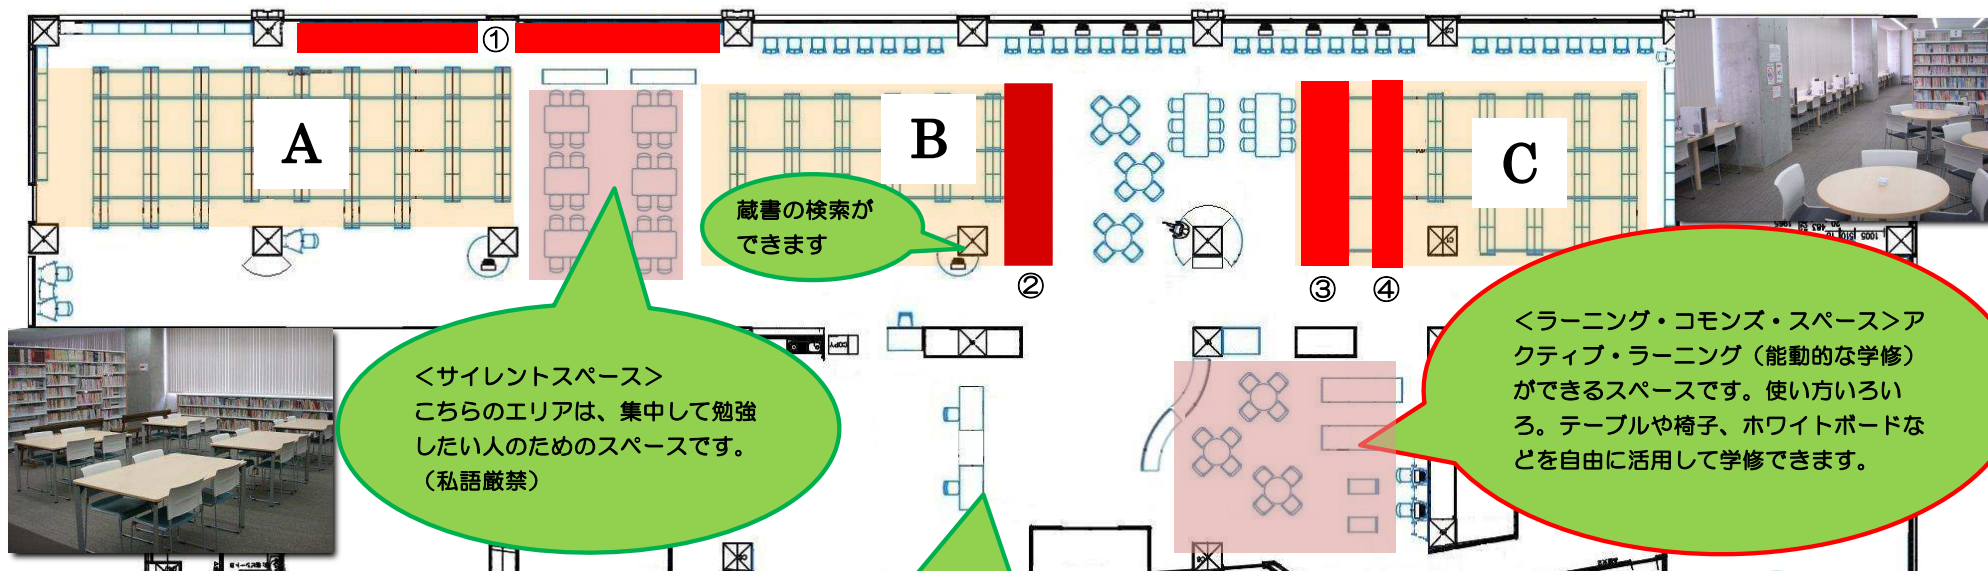 ①
A
B
C
蔵書の検索が
できます
②
③
④
＜サイレントスペース＞
こちらのエリアは、集中して勉強
したい人のためのスペースです。
（私語厳禁）
＜ラーニング・コモンズ・スペース＞ア
クティブ・ラーニング（能動的な学修）
ができるスペースです。使い方いろい
ろ。テーブルや椅子、ホワイトボードな
どを自由に活用して学修できます。
COPY